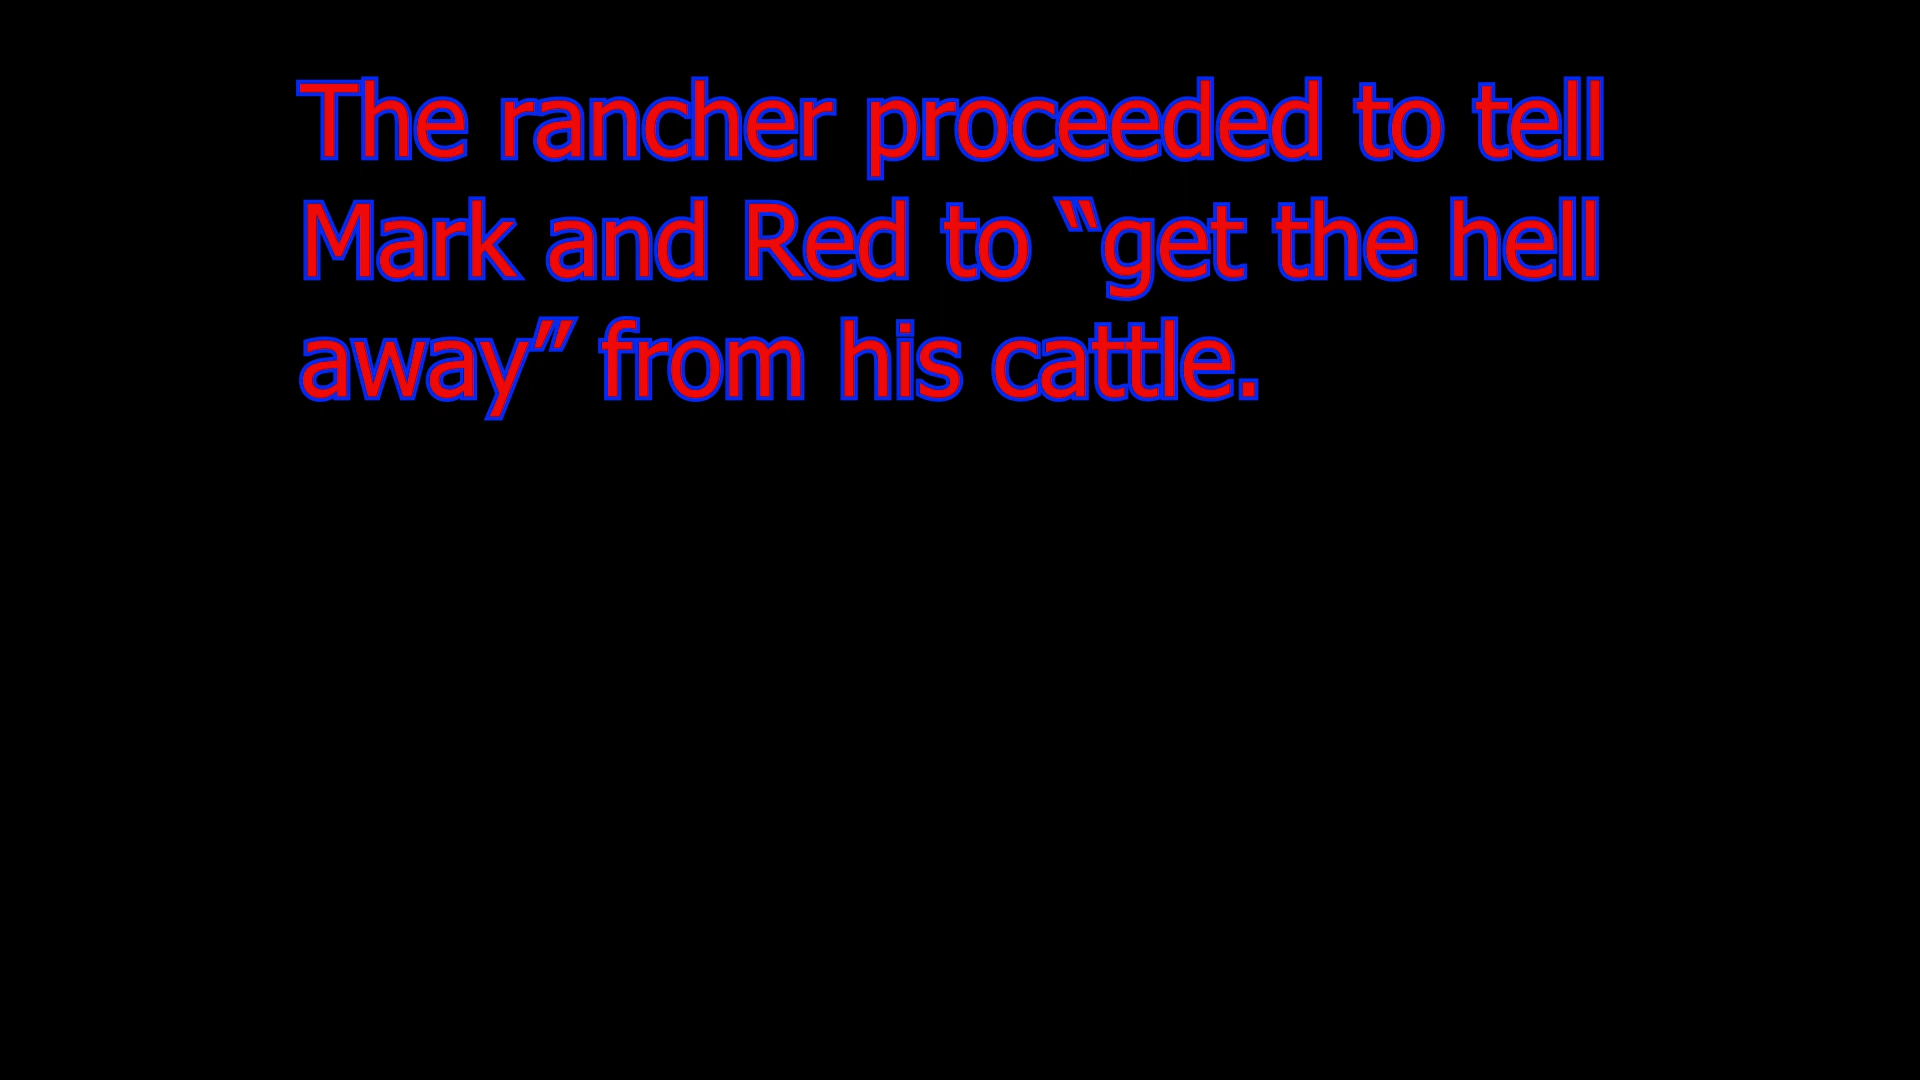 The rancher proceeded to tell
Mark and Red to “get the hell
away” from his cattle.